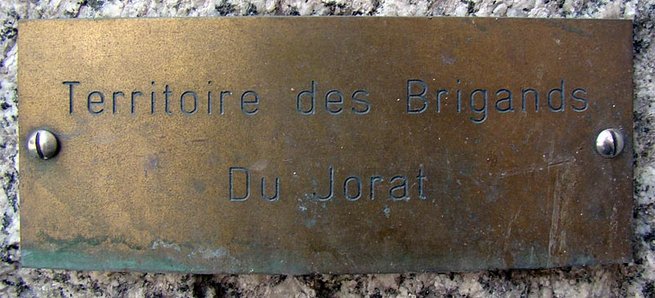 Territoire des Brigands
Du Jorat